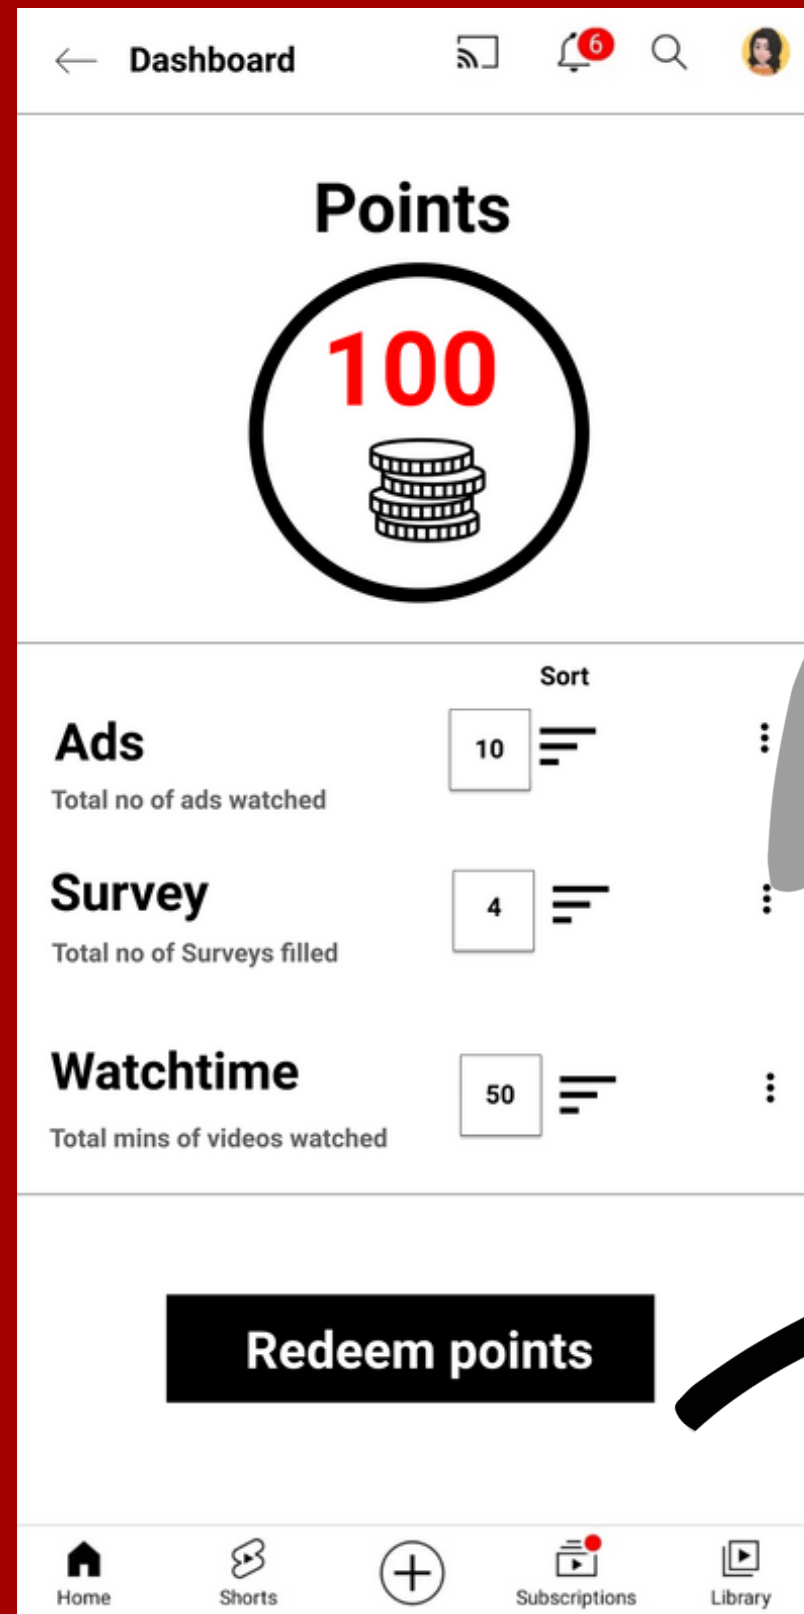 Dashboard
6
Points
100
Sort
Ads
10
Total no of ads watched
Survey
4
Total no of Surveys filled
Watchtime
50
Total mins of videos watched
Redeem points
Home
Shorts
Subscriptions
Library